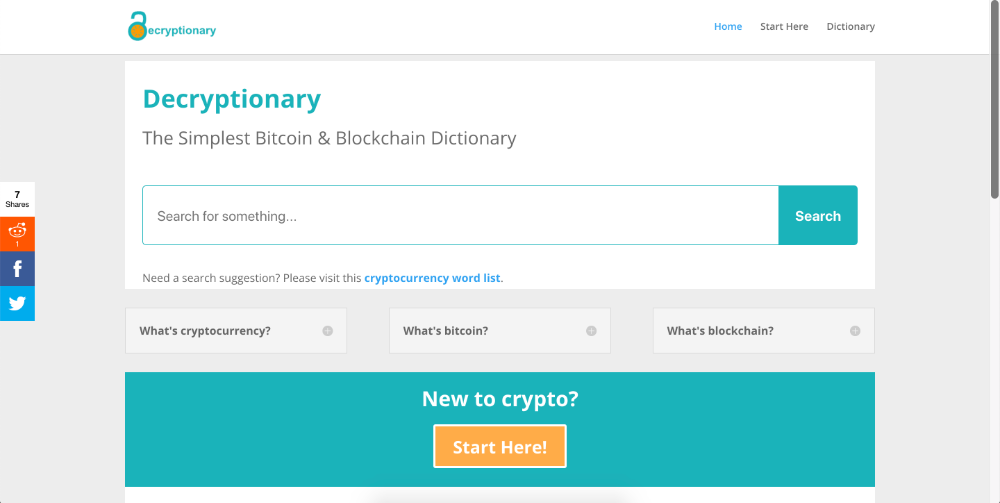 ecryptionary
Home Start Here Dictionary
Decryptionary
The Simplest Bitcoin & Blockchain Dictionary
Search for something...
Search
Need a search suggestion? Please visit this cryptocurrency word list.
7
Shares
1
What's cryptocurrency?
What's bitcoin?
What's blockchain?
New to crypto?
Start Here!